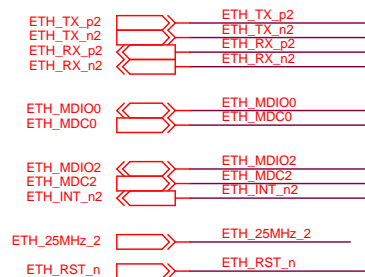 ETH_TX_p2 ETH_TX_p2
ETH_TX_n2 ETH_TX_n2
ETH_RX_p2 ETH_RX_p2
ETH_RX_n2 ETH_RX_n2
ETH_MDIO0 ETH_MDIO0
ETH_MDC0 ETH_MDC0
ETH_MDIO2 ETH_MDIO2
ETH_MDC2 ETH_MDC2
ETH_INT_n2 ETH_INT_n2
ETH_25MHz_2 ETH_25MHz_2
ETH_RST_n ETH_RST_n